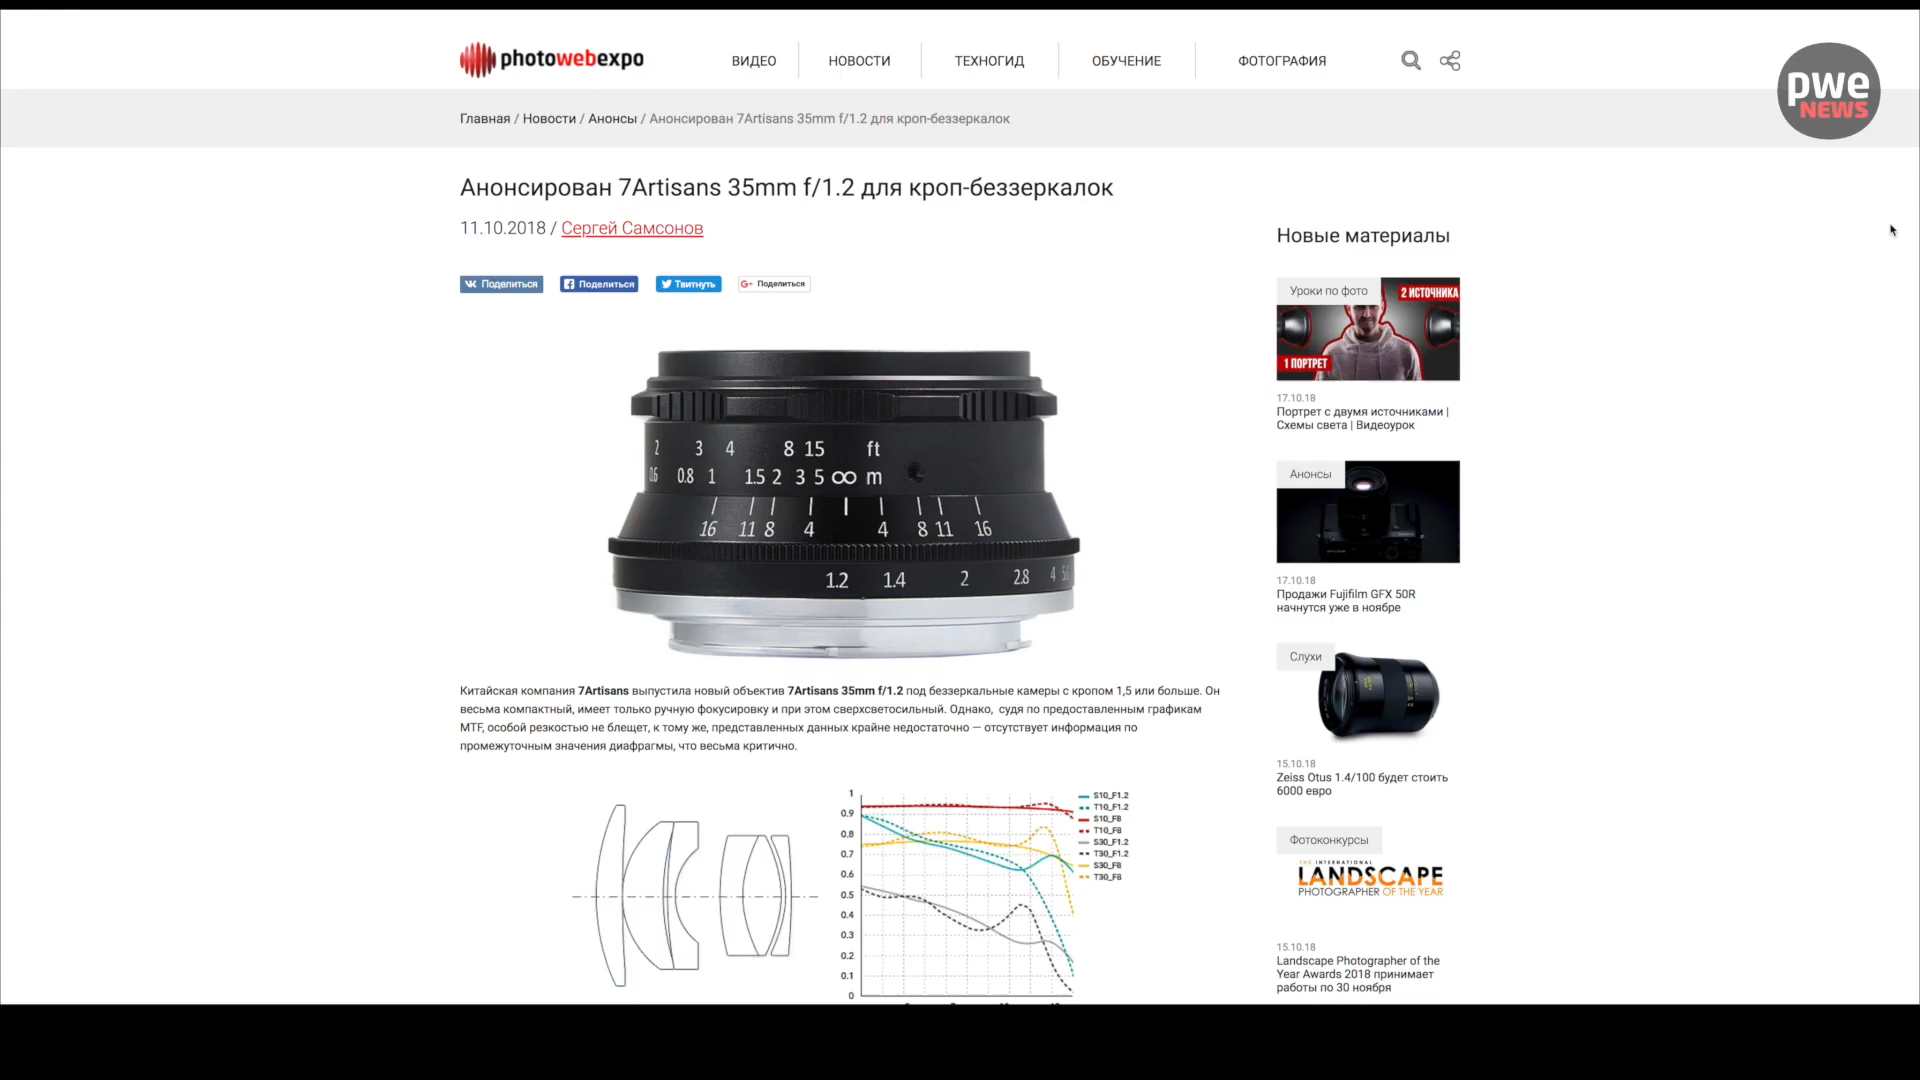 photowebexpo
ВИДЕО
НОВОСТИ
ТЕХНОГИД
ОБУЧЕНИЕ
ФОТОГРАФИЯ
pwe
NEWS
Главная / Новости / Анонсы / Анонсирован 7Artisans 35mm f/1.2 для кроп-беззеркалок
Анонсирован 7Artisans 35mm f/1.2 для кроп-беззеркалок
11.10.2018 / Сергей Самсонов
Поделиться
Поделиться
Твитнуть
G+ Поделиться
2 3 4 8 15 ft
0.6 0.8 1 1.5 2 3 5 ∞ m
16 11 8 4 4 8 11 16
1.2 1.4 2 2.8 4
Китайская компания 7Artisans выпустила новый объектив 7Artisans 35mm f/1.2 под беззеркальные камеры с кропом 1,5 или больше. Он
весьма компактный, имеет только ручную фокусировку и при этом сверхсветосильный. Однако, судя по предоставленным графикам
MTF, особой резкостью не блещет, к тому же, представленных данных крайне недостаточно — отсутствует информация по
промежуточным значения диафрагмы, что весьма критично.
1
0.9
0.8
0.7
0.6
0.5
0.4
0.3
0.2
0.1
0
S10_F1.2
T10_F1.2
S10_F8
T10_F8
S30_F1.2
T30_F1.2
S30_F8
T30_F8
Новые материалы
Уроки по фото
2 ИСТОЧНИКА
1 ПОРТРЕТ
17.10.18
Портрет с двумя источниками |
Схемы света | Видеоурок
Анонсы
17.10.18
Продажи Fujifilm GFX 50R
начнутся уже в ноябре
Слухи
15.10.18
Zeiss Otus 1.4/100 будет стоить
6000 евро
Фотоконкурсы
THE INTERNATIONAL
LANDSCAPE
PHOTOGRAPHER OF THE YEAR
15.10.18
Landscape Photographer of the
Year Awards 2018 принимает
работы по 30 ноября